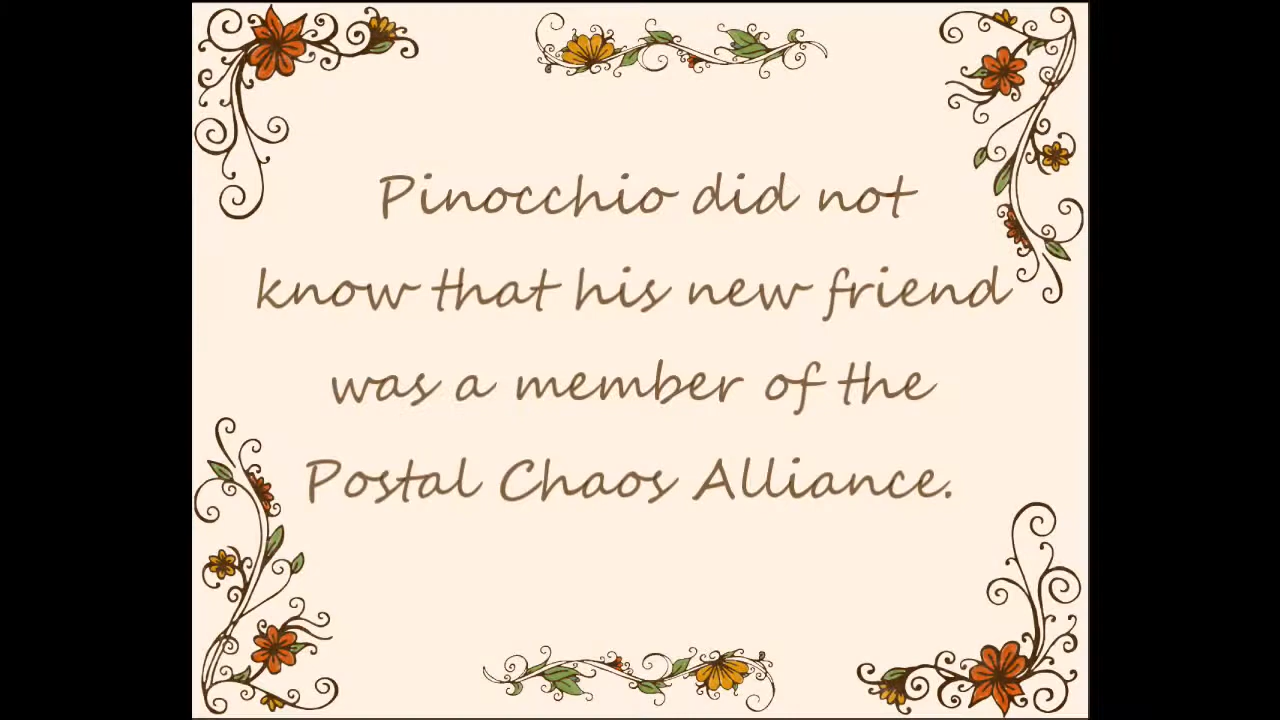 Pinocchio did not
know that his new friend
was a member of the
Postal Chaos Alliance.